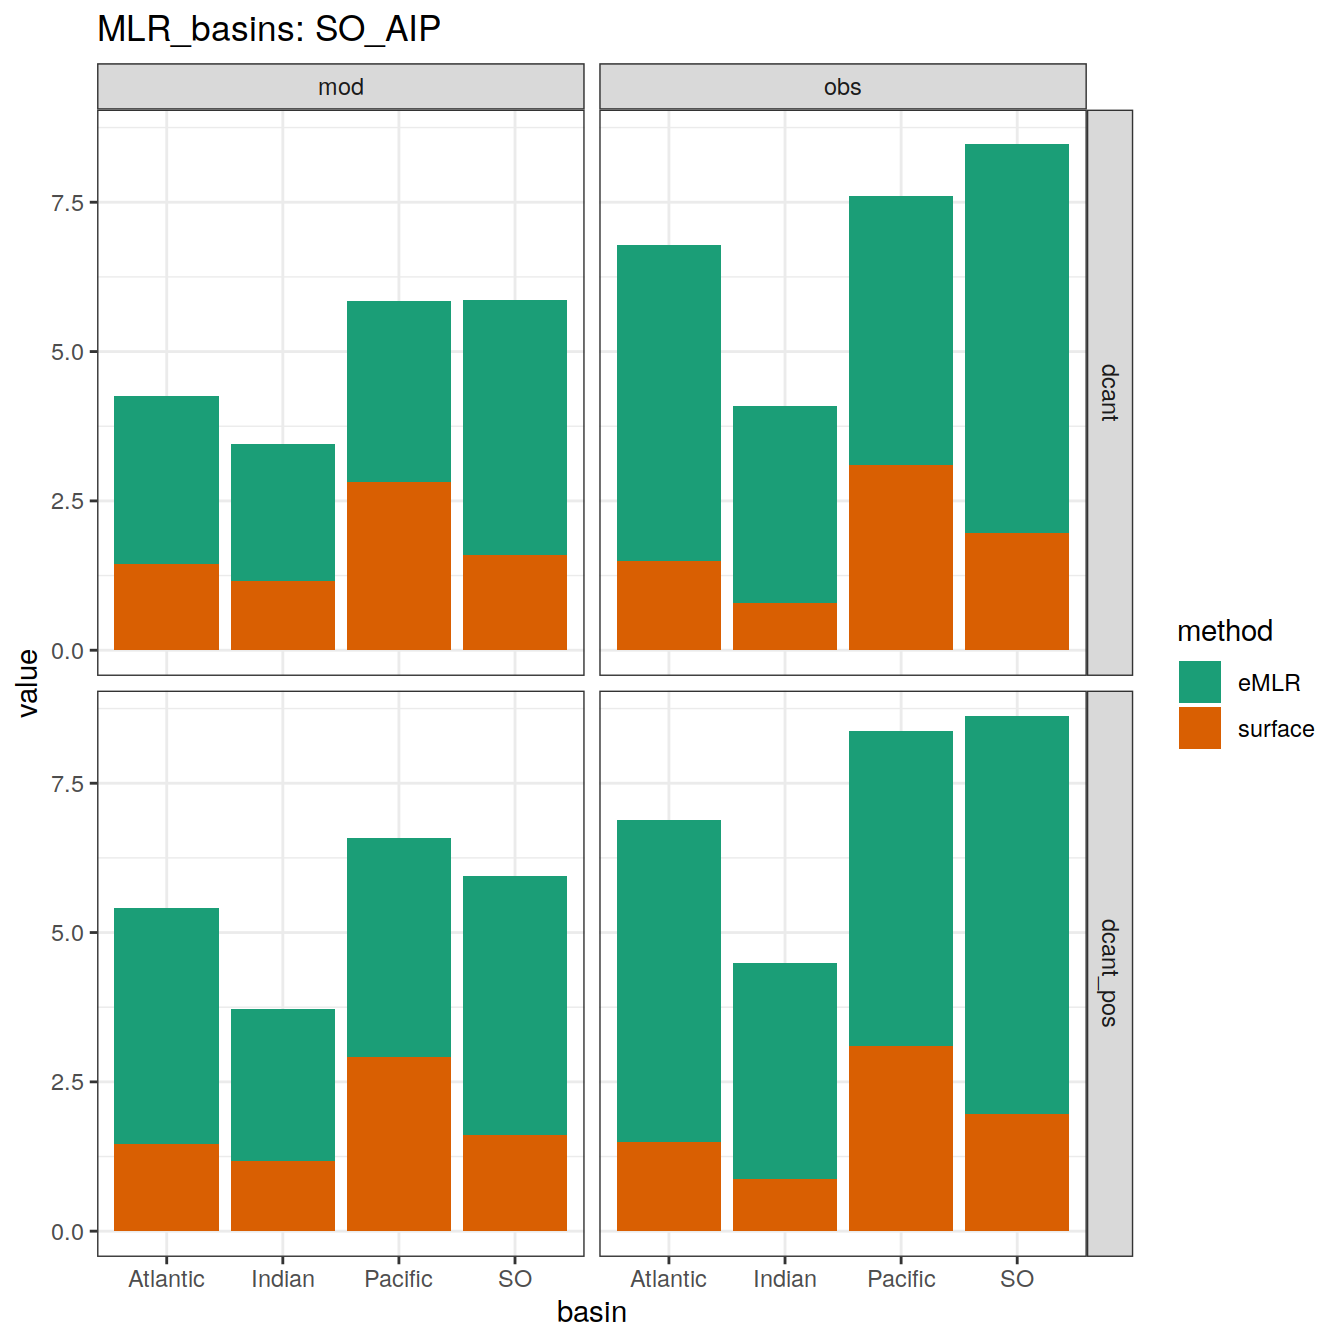 MLR_basins: SO_AIP
mod
obs
7.5
5.0
2.5
0.0
dcant
7.5
5.0
2.5
0.0
dcant_pos
value
Atlantic Indian Pacific SO
Atlantic Indian Pacific SO
basin
method
eMLR
surface